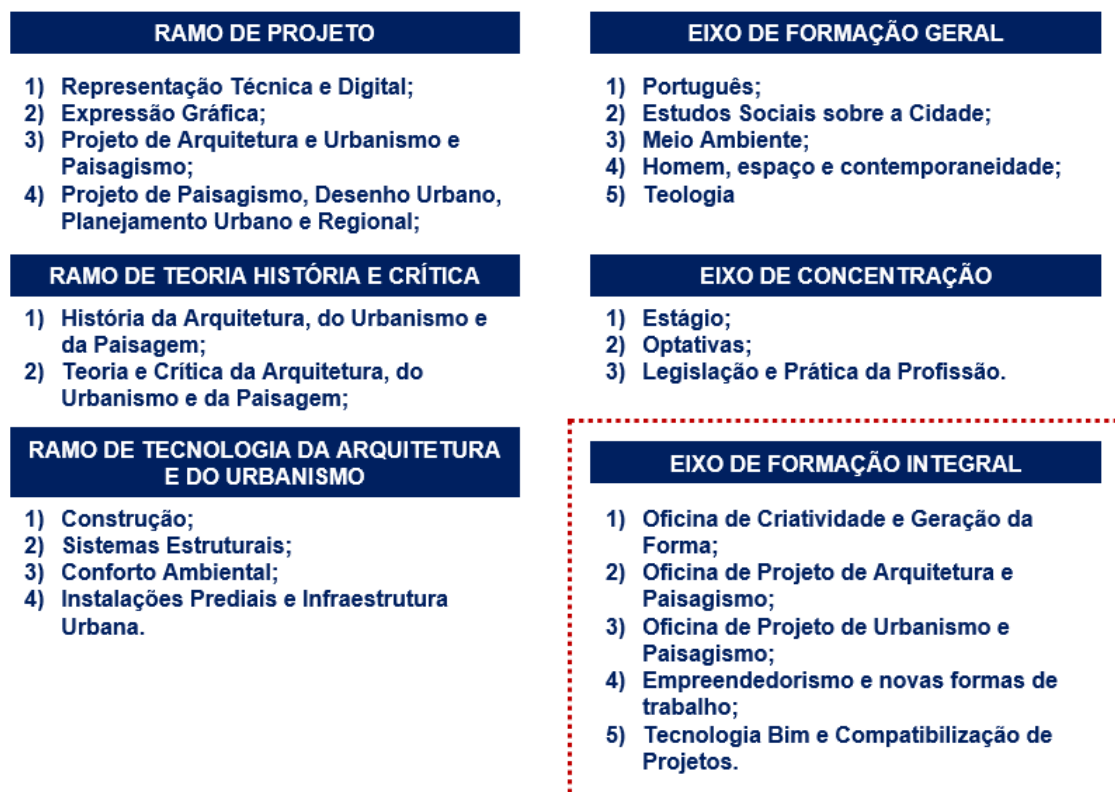 RAMO DE PROJETO
1) Representação Técnica e Digital;
2) Expressão Gráfica;
3) Projeto de Arquitetura e Urbanismo e
Paisagismo;
4) Projeto de Paisagismo, Desenho Urbano,
Planejamento Urbano e Regional;
RAMO DE TEORIA HISTÓRIA E CRÍTICA
1) História da Arquitetura, do Urbanismo e
da Paisagem;
2) Teoria e Crítica da Arquitetura, do
Urbanismo e da Paisagem;
RAMO DE TECNOLOGIA DA ARQUITETURA
E DO URBANISMO
1) Construção;
2) Sistemas Estruturais;
3) Conforto Ambiental;
4) Instalações Prediais e Infraestrutura
Urbana.
EIXO DE FORMAÇÃO GERAL
1) Português;
2) Estudos Sociais sobre a Cidade;
3) Meio Ambiente;
4) Homem, espaço e contemporaneidade;
5) Teologia
EIXO DE CONCENTRAÇÃO
1) Estágio;
2) Optativas;
3) Legislação e Prática da Profissão.
EIXO DE FORMAÇÃO INTEGRAL
1) Oficina de Criatividade e Geração da
Forma;
2) Oficina de Projeto de Arquitetura e
Paisagismo;
3) Oficina de Projeto de Urbanismo e
Paisagismo;
4) Empreendedorismo e novas formas de
trabalho;
5) Tecnologia Bim e Compatibilização de
Projetos.